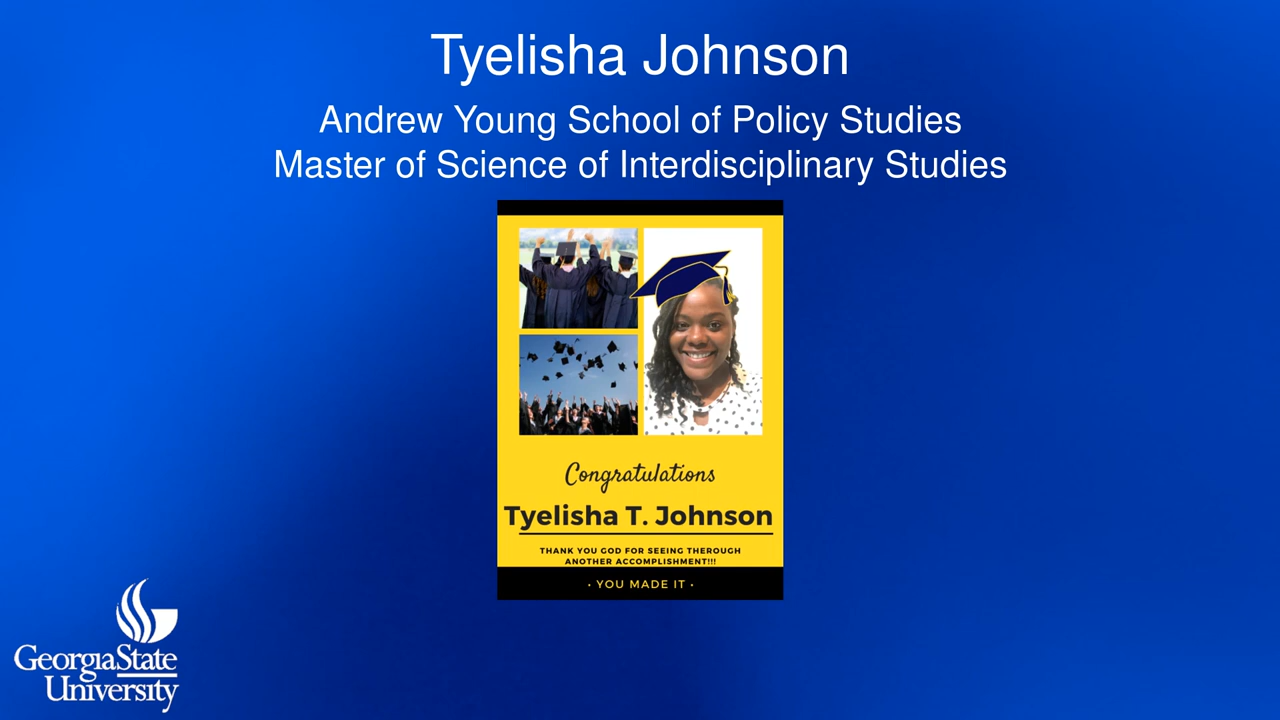 Tyelisha Johnson
Andrew Young School of Policy Studies
Master of Science of Interdisciplinary Studies
Congratulations
Tyelisha T. Johnson
THANK YOU GOD FOR SEEING THEROUGH
ANOTHER ACCOMPLISHMENT!!!
• YOU MADE IT •
GeorgiaState
University